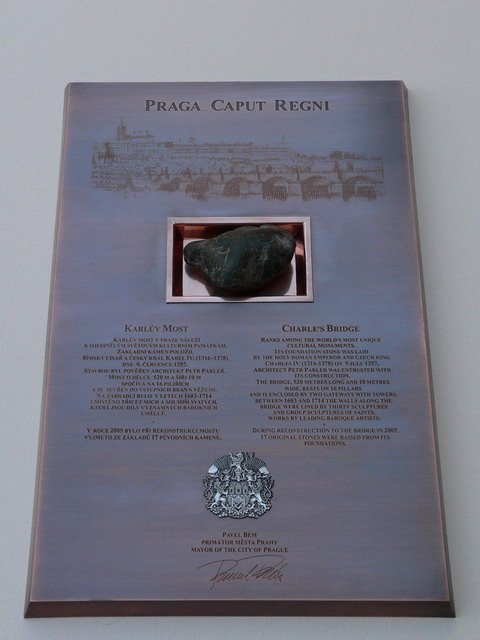 PRAGA CAPUT REGNI
KARLŮV MOST
KARLŮV MOST V PRAZE NÁLEŽÍ
K OJEDINĚLÝM SVĚTOVÝM KULTURNÍM PAMÁTKÁM.
ZÁKLADNÍ KÁMEN POLOŽIL
ŘÍMSKÝ CÍSAŘ A ČESKÝ KRÁL KAREL IV. (1316-1378)
DNE 9. ČERVENCE 1357.
STAVBOU BYL POVĚŘEN ARCHITEKT PETR PARLÉŘ.
MOST O DÉLCE 520 M A ŠÍŘI 10 M
SPOČÍVÁ NA 16 PILÍŘÍCH
A JE SEVŘEN DO VSTUPNÍCH BRAN S VĚŽEMI.
NA ZÁBRADLÍ BYLO V LETECH 1683-1714
UMÍSTĚNO TŘICET SOCH A SOUSOŠÍ SVATÝCH,
KTERÁ JSOU DÍLY VÝZNAMNÝCH BAROKNÍCH
UMĚLCŮ.
V ROCE 2005 BYLO PŘI REKONSTRUKCI MOSTU
VYJMUTO ZE ZÁKLADŮ 17 PŮVODNÍCH KAMENŮ.
CHARLE'S BRIDGE
RANKS AMONG THE WORLD'S MOST UNIQUE
CULTURAL MONUMENTS.
ITS FOUNDATION STONE WAS LAID
BY THE HOLY ROMAN EMPEROR AND CZECH KING
CHARLES IV (1316-1378) ON 9 JULY 1357.
ARCHITECT PETR PARLER WAS ENTRUSTED WITH
ITS CONSTRUCTION.
THE BRIDGE, 520 METRES LONG AND 10 METRES
WIDE, RESTS ON 16 PILLARS
AND IS ENCLOSED BY TWO GATEWAYS WITH TOWERS.
BETWEEN 1683 AND 1714 THE WALLS ALONG THE
BRIDGE WERE LINED BY THIRTY SCULPTURES
AND GROUP SCULPTURES OF SAINTS,
WORKS BY LEADING BAROQUE ARTISTS.
DURING RECONSTRUCTION TO THE BRIDGE IN 2005
17 ORIGINAL STONES WERE RAISED FROM ITS
FOUNDATIONS.
PAVEL BÉM
PRIMÁTOR MĚSTA PRAHY
MAYOR OF THE CITY OF PRAGUE